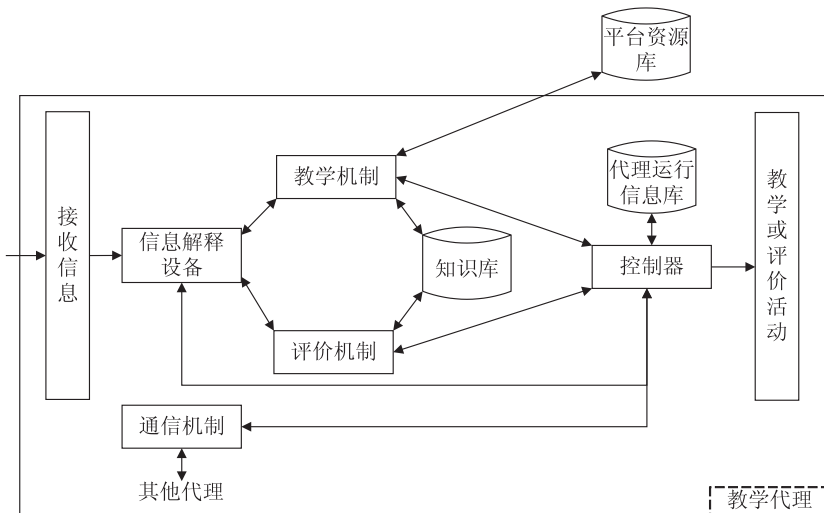 平台资源
库
教学机制
代理运行
信息库
接收信息
信息解释
设备
知识库
控制器
教学或评价活动
评价机制
通信机制
其他代理
教学代理